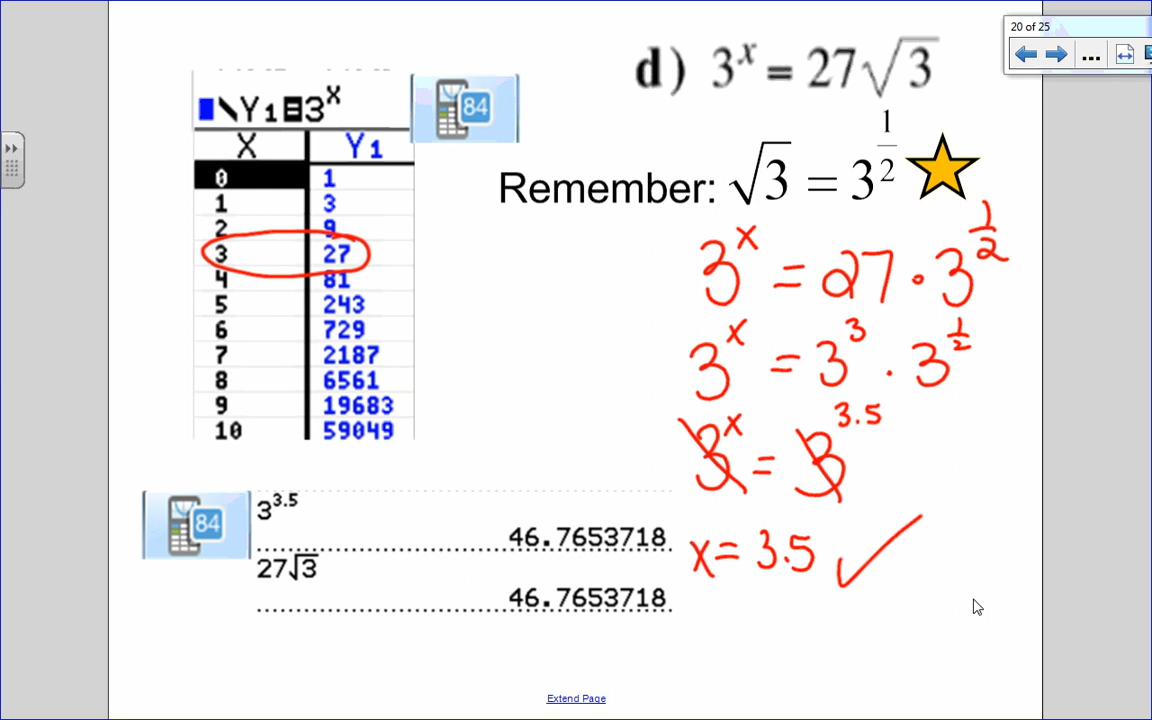 20 of 25
d) 3^x = 27√3
84
\Y1=3^X
X Y1
0 1
1 3
2 9
3 27
4 81
5 243
6 729
7 2187
8 6561
9 19683
10 59049
Remember: √3 = 3^(1/2)
3^x = 27 · 3^(1/2)
3^x = 3^3 · 3^(1/2)
3^x = 3^3.5
x = 3.5 ✓
84
3^3.5
46.7653718
27√3
46.7653718
Extend Page